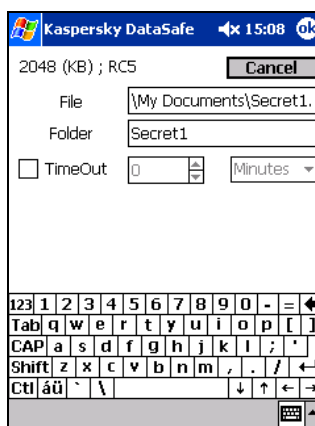 Kaspersky DataSafe 15:08 ok
2048 (KB) ; RC5 Cancel
File \My Documents\Secret1.
Folder Secret1
TimeOut 0 Minutes
123 1 2 3 4 5 6 7 8 9 0 - =
Tab q w e r t y u i o p [ ]
CAP a s d f g h j k l ; '
Shift z x c v b n m , . /
Ctl áü ` \